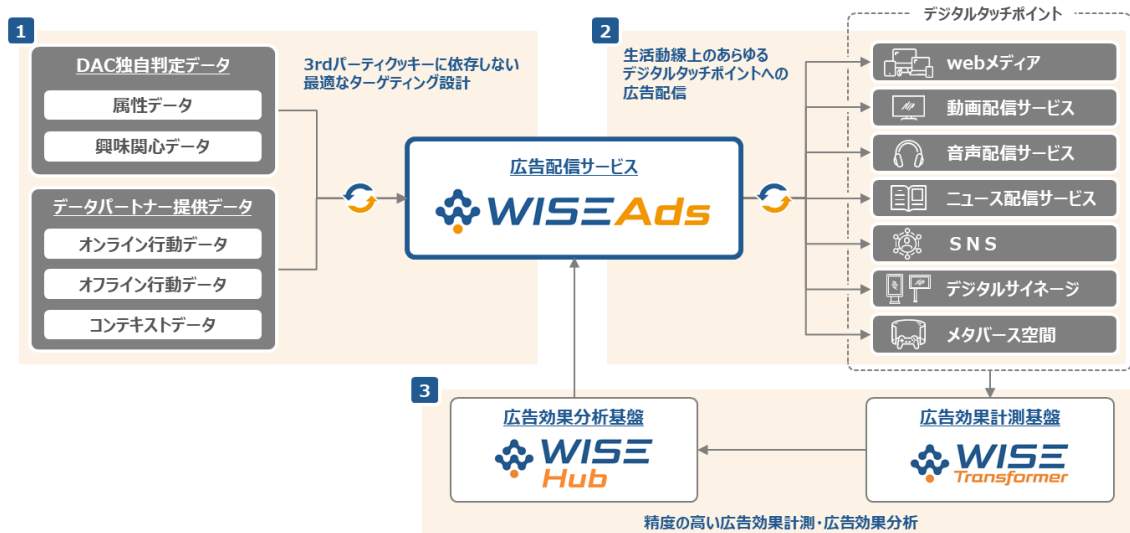 1
DAC独自判定データ
属性データ
興味関心データ
データパートナー提供データ
オンライン行動データ
オフライン行動データ
コンテキストデータ
3rdパーティクッキーに依存しない
最適なターゲティング設計
広告配信サービス
WISE Ads
2
生活動線上のあらゆる
デジタルタッチポイントへの
広告配信
デジタルタッチポイント
webメディア
動画配信サービス
音声配信サービス
ニュース配信サービス
SNS
デジタルサイネージ
メタバース空間
3
広告効果分析基盤
WISE
Hub
広告効果計測基盤
WISE
Transformer
精度の高い広告効果計測・広告効果分析